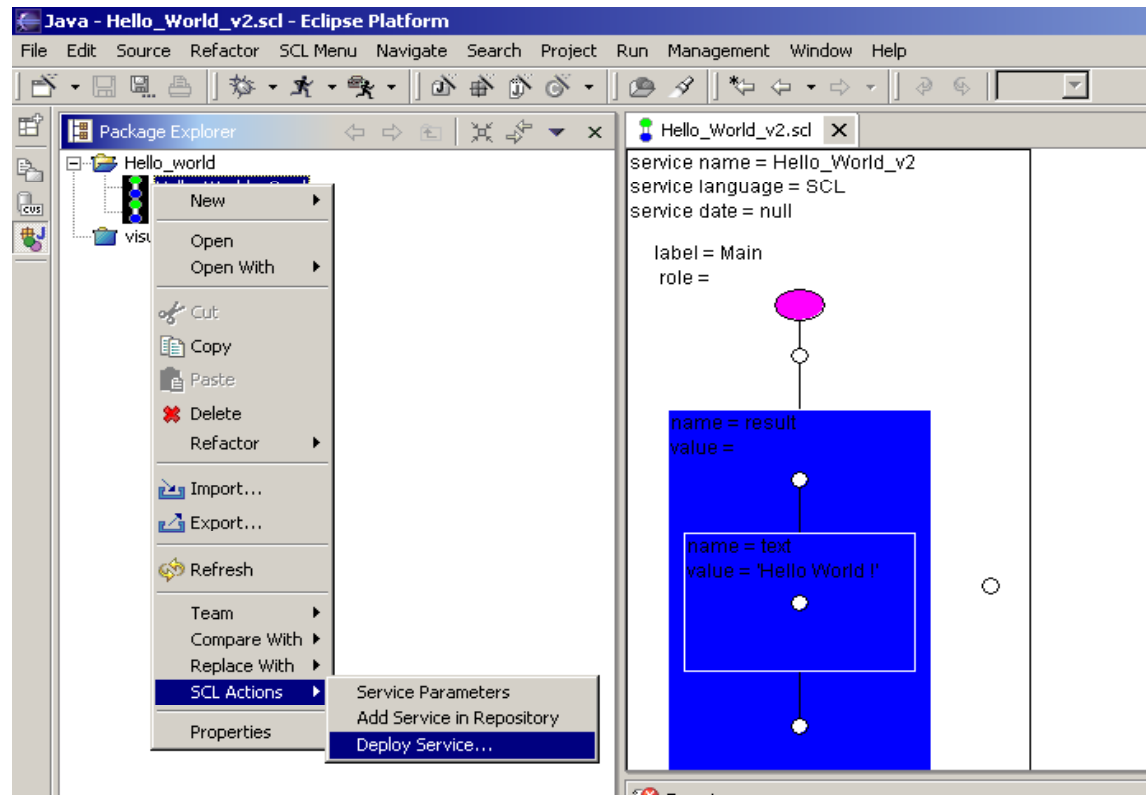 Java - Hello_World_v2.scl - Eclipse Platform
File Edit Source Refactor SCL Menu Navigate Search Project Run Management Window Help
Package Explorer
Hello_World_v2.scl
Hello_world
New
Open
Open With
Cut
Copy
Paste
Delete
Refactor
Import...
Export...
Refresh
Team
Compare With
Replace With
SCL Actions
Properties
Service Parameters
Add Service in Repository
Deploy Service...
CVS
service name = Hello_World_v2
service language = SCL
service date = null
label = Main
role =
name = result
value =
name = text
value = 'Hello World !'